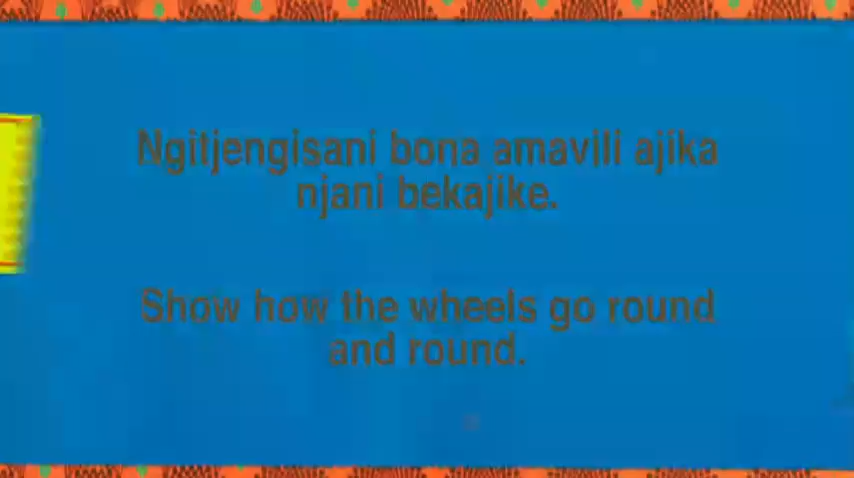 Ngitjengisani bona amavili ajika
njani bekajike.
Show how the wheels go round
and round.